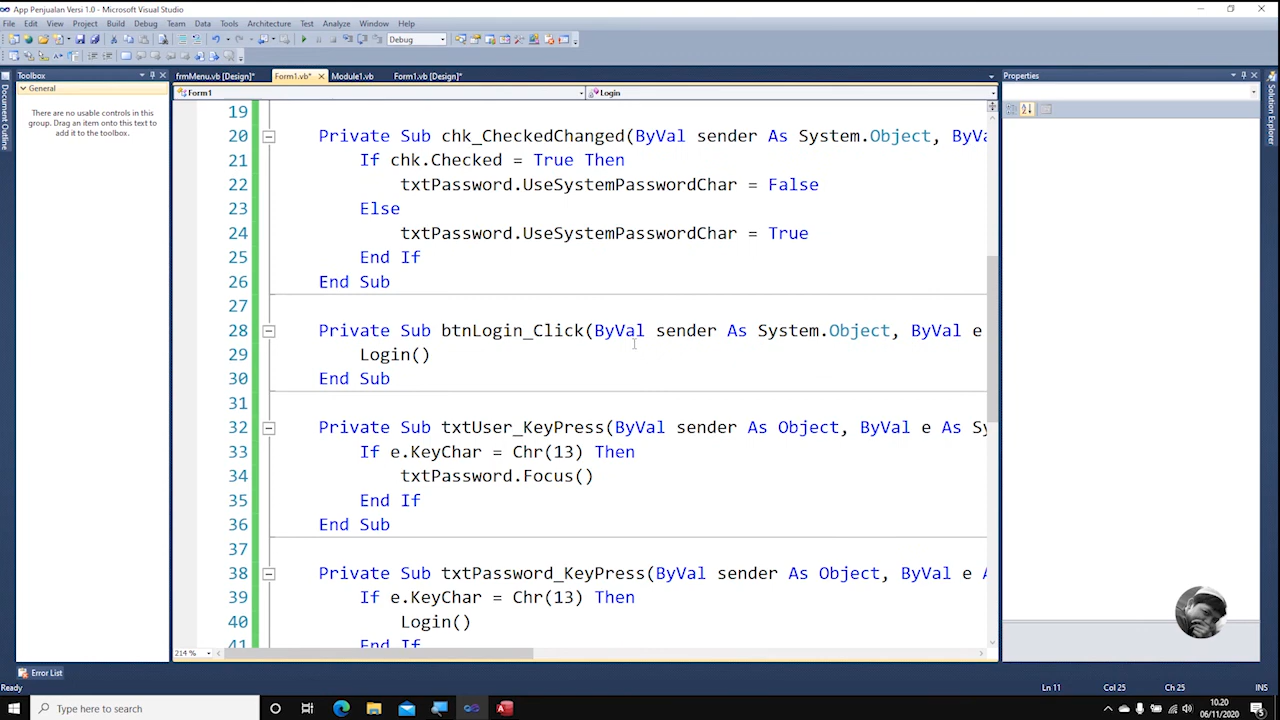 App Penjualan Versi 1.0 - Microsoft Visual Studio
File Edit View Project Build Debug Team Data Tools Architecture Test Analyze Window Help
Debug
Toolbox
frmMenu.vb [Design]* Form1.vb* Module1.vb Form1.vb [Design]*
Properties
General
Form1
Login
There are no usable controls in this
group. Drag an item onto this text to
add it to the toolbox.
Document Outline
Solution Explorer
19
20 Private Sub chk_CheckedChanged(ByVal sender As System.Object, ByVa
21 If chk.Checked = True Then
22 txtPassword.UseSystemPasswordChar = False
23 Else
24 txtPassword.UseSystemPasswordChar = True
25 End If
26 End Sub
27
28 Private Sub btnLogin_Click(ByVal sender As System.Object, ByVal e
29 Login()
30 End Sub
31
32 Private Sub txtUser_KeyPress(ByVal sender As Object, ByVal e As Sy
33 If e.KeyChar = Chr(13) Then
34 txtPassword.Focus()
35 End If
36 End Sub
37
38 Private Sub txtPassword_KeyPress(ByVal sender As Object, ByVal e A
39 If e.KeyChar = Chr(13) Then
40 Login()
41 End If
214 %
Error List
Ready
Ln 11 Col 25 Ch 25 INS
Type here to search
10.20
06/11/2020
5